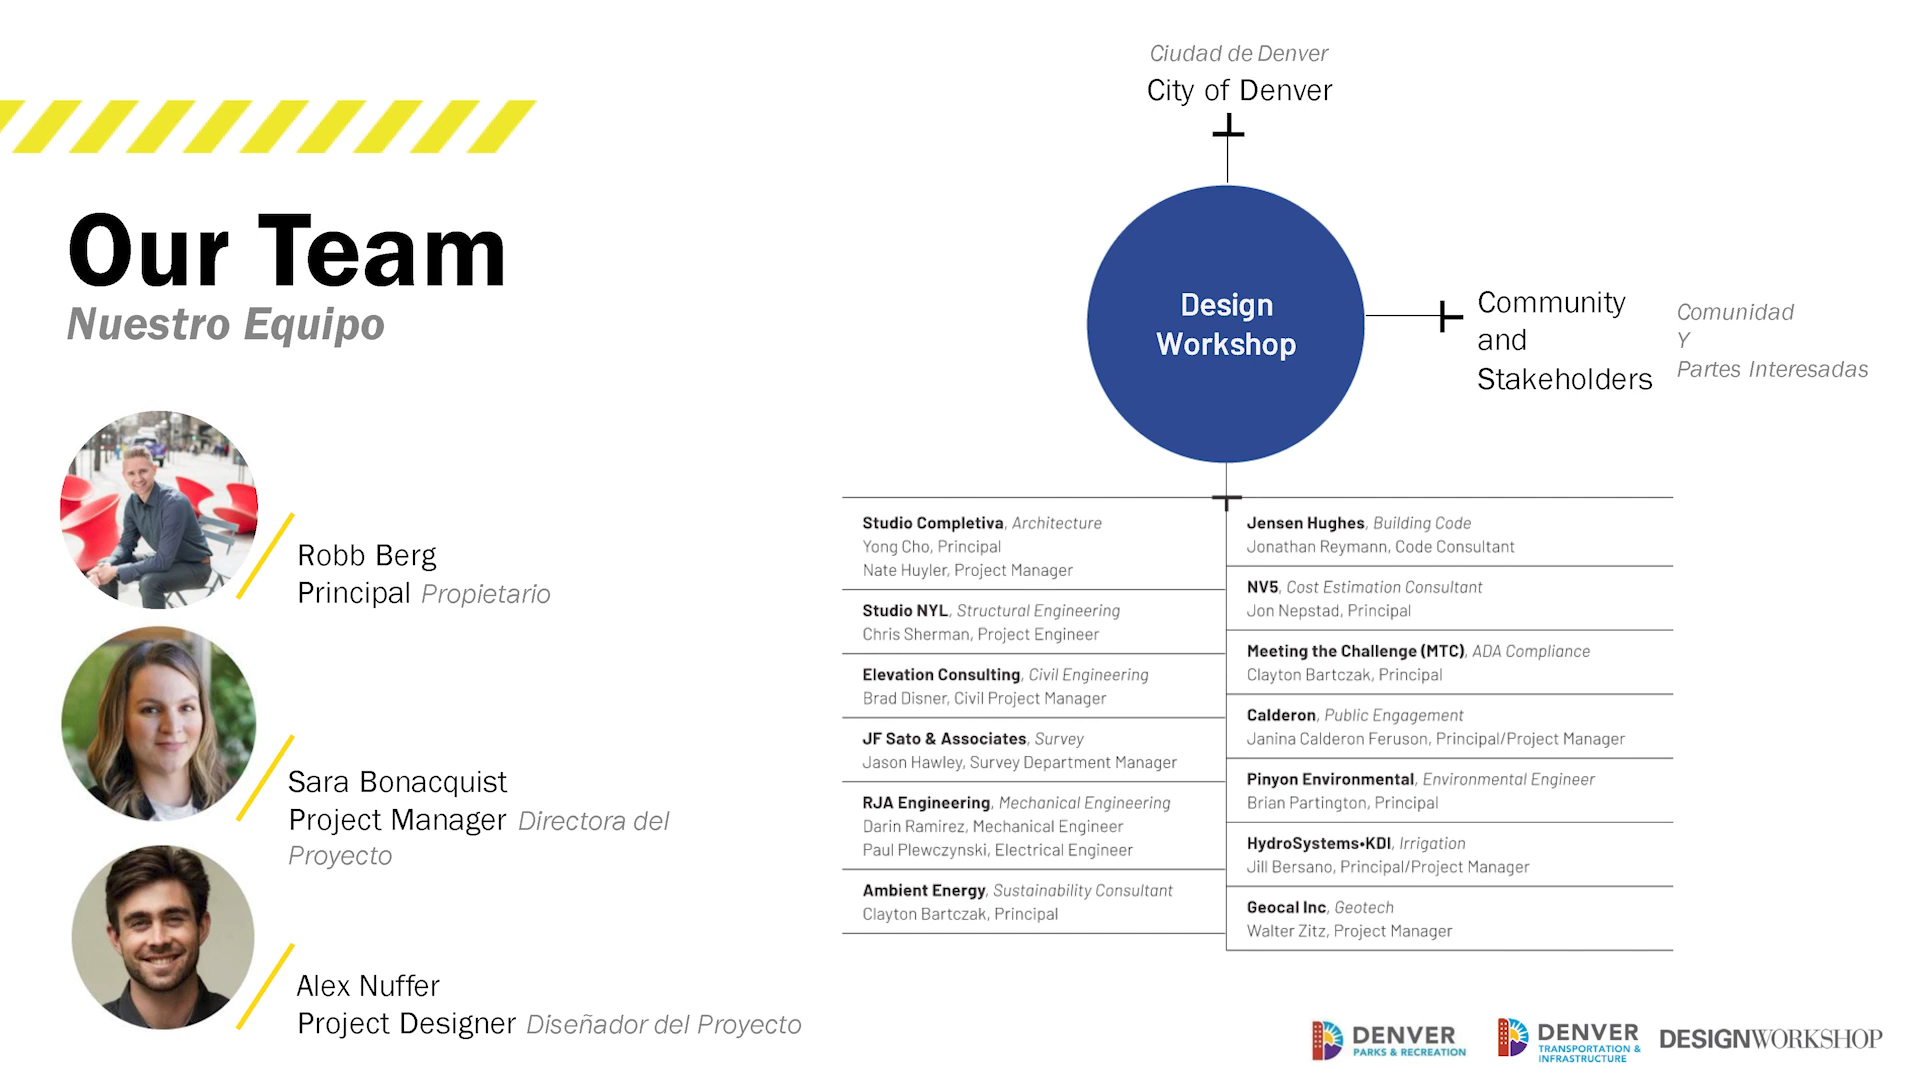 Ciudad de Denver
City of Denver
Our Team
Nuestro Equipo
Design
Workshop
Community
and
Stakeholders
Comunidad
Y
Partes Interesadas
Robb Berg
Principal Propietario
Sara Bonacquist
Project Manager Directora del
Proyecto
Alex Nuffer
Project Designer Diseñador del Proyecto
Studio Completiva, Architecture
Yong Cho, Principal
Nate Huyler, Project Manager
Studio NYL, Structural Engineering
Chris Sherman, Project Engineer
Elevation Consulting, Civil Engineering
Brad Disner, Civil Project Manager
JF Sato & Associates, Survey
Jason Hawley, Survey Department Manager
RJA Engineering, Mechanical Engineering
Darin Ramirez, Mechanical Engineer
Paul Plewczynski, Electrical Engineer
Ambient Energy, Sustainability Consultant
Clayton Bartczak, Principal
Jensen Hughes, Building Code
Jonathan Reymann, Code Consultant
NV5, Cost Estimation Consultant
Jon Nepstad, Principal
Meeting the Challenge (MTC), ADA Compliance
Clayton Bartczak, Principal
Calderon, Public Engagement
Janina Calderon Feruson, Principal/Project Manager
Pinyon Environmental, Environmental Engineer
Brian Partington, Principal
HydroSystems•KDI, Irrigation
Jill Bersano, Principal/Project Manager
Geocal Inc, Geotech
Walter Zitz, Project Manager
DENVER
PARKS & RECREATION
DENVER
TRANSPORTATION &
INFRASTRUCTURE
DESIGNWORKSHOP